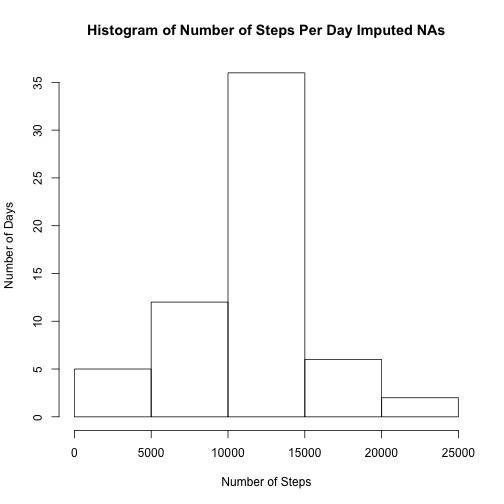 Histogram of Number of Steps Per Day Imputed NAs
Number of Days
35
30
25
20
15
10
5
0
0 5000 10000 15000 20000 25000
Number of Steps